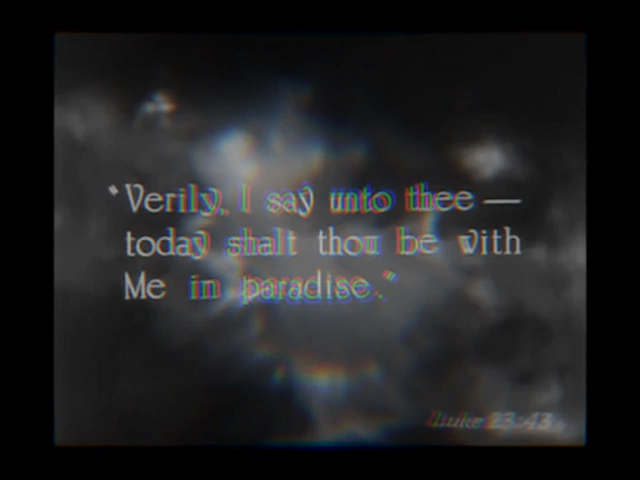 "Verily, I say unto thee —
today shalt thou be with
Me in paradise."
Luke 23:43